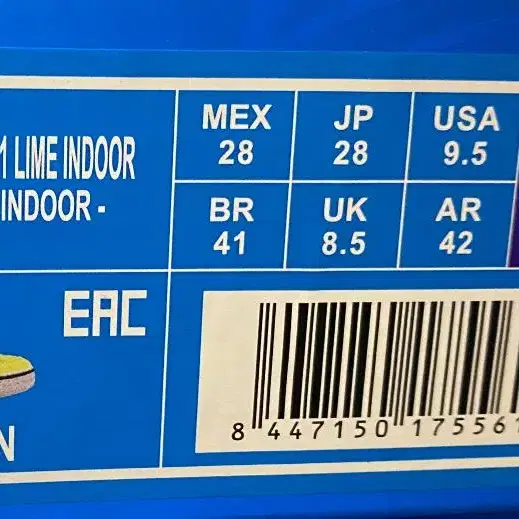 1 LIME INDOOR
INDOOR -
MEX JP USA
28 28 9.5
BR UK AR
41 8.5 42
EAC
N
8 447150 175561